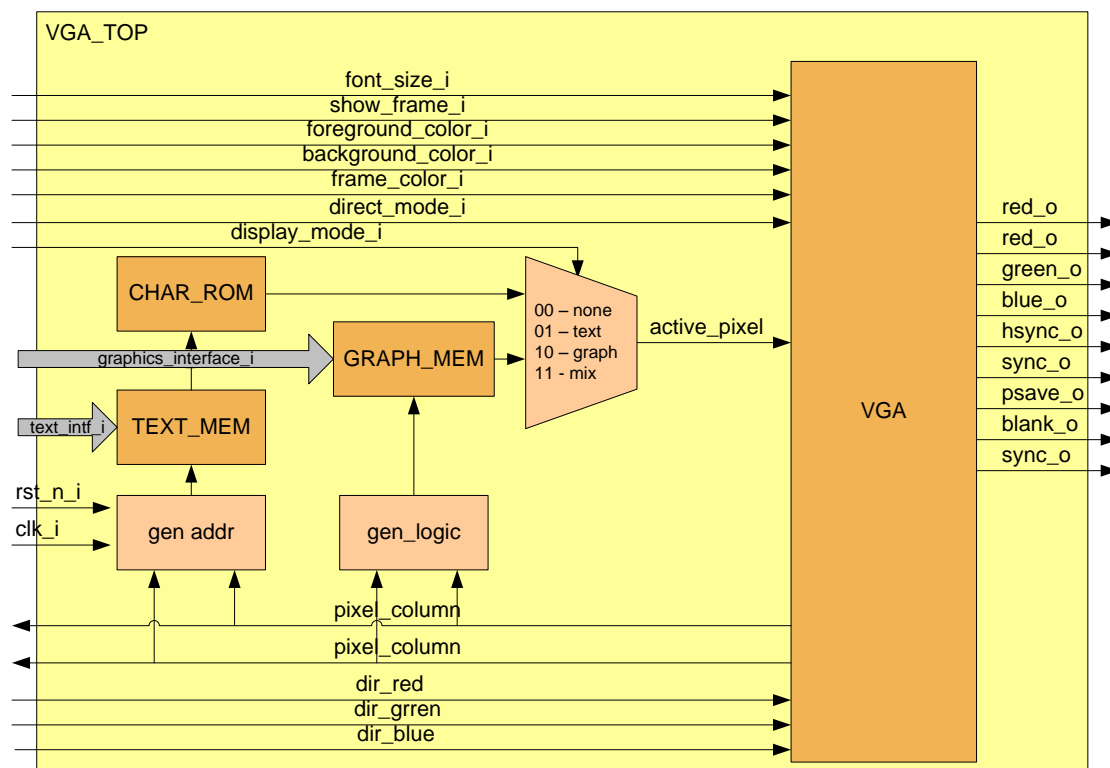 VGA_TOP
font_size_i
show_frame_i
foreground_color_i
background_color_i
frame_color_i
direct_mode_i
display_mode_i
CHAR_ROM
00 – none
01 – text
10 – graph
11 - mix
active_pixel
graphics_interface_i
GRAPH_MEM
text_intf_i
TEXT_MEM
VGA
red_o
red_o
green_o
blue_o
hsync_o
sync_o
psave_o
blank_o
sync_o
rst_n_i
clk_i
gen addr
gen_logic
pixel_column
pixel_column
dir_red
dir_grren
dir_blue